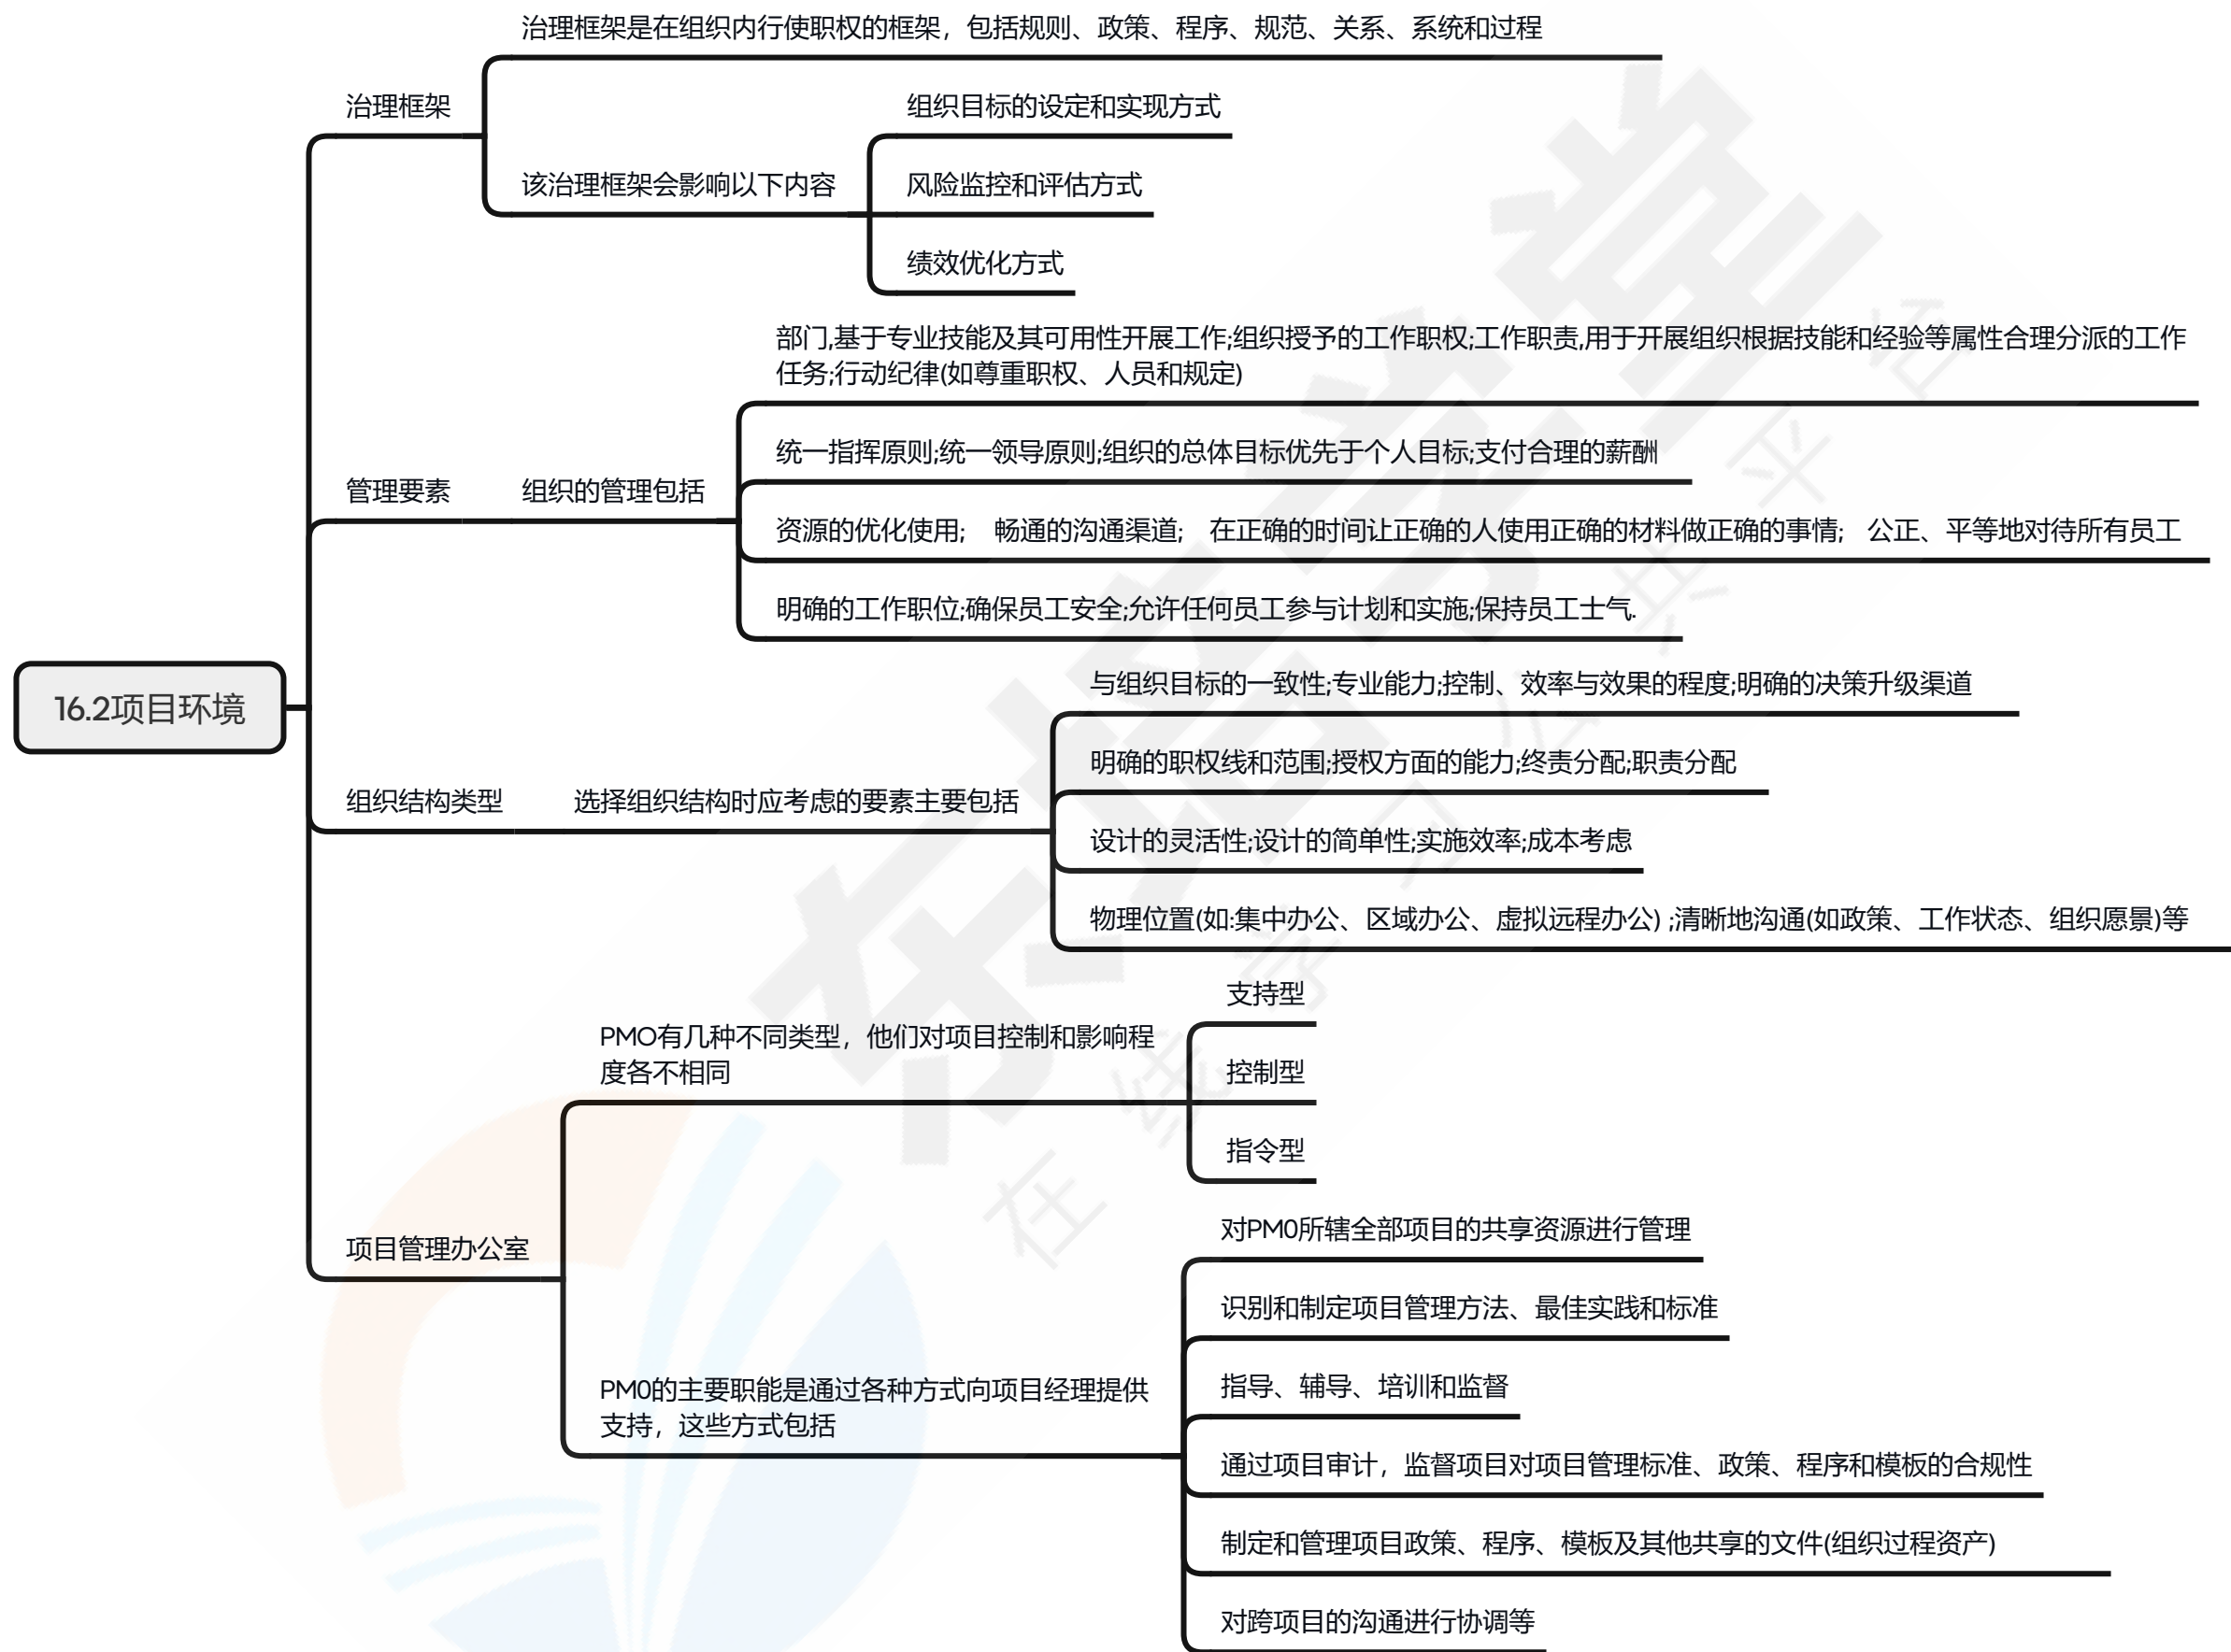 治理框架是在组织内行使职权的框架，包括规则、政策、程序、规范、关系、系统和过程
治理框架
组织目标的设定和实现方式
该治理框架会影响以下内容
风险监控和评估方式
绩效优化方式
部门,基于专业技能及其可用性开展工作;组织授予的工作职权;工作职责,用于开展组织根据技能和经验等属性合理分派的工作
任务;行动纪律(如尊重职权、人员和规定)
统一指挥原则;统一领导原则;组织的总体目标优先于个人目标;支付合理的薪酬
管理要素
组织的管理包括
资源的优化使用; 畅通的沟通渠道; 在正确的时间让正确的人使用正确的材料做正确的事情; 公正、平等地对待所有员工
明确的工作职位;确保员工安全;允许任何员工参与计划和实施;保持员工士气.
16.2项目环境
与组织目标的一致性;专业能力;控制、效率与效果的程度;明确的决策升级渠道
明确的职权线和范围;授权方面的能力;终责分配;职责分配
组织结构类型
选择组织结构时应考虑的要素主要包括
设计的灵活性;设计的简单性;实施效率;成本考虑
物理位置(如:集中办公、区域办公、虚拟远程办公) ;清晰地沟通(如政策、工作状态、组织愿景)等
支持型
PMO有几种不同类型，他们对项目控制和影响程
度各不相同
控制型
指令型
项目管理办公室
对PM0所辖全部项目的共享资源进行管理
识别和制定项目管理方法、最佳实践和标准
指导、辅导、培训和监督
PM0的主要职能是通过各种方式向项目经理提供
支持，这些方式包括
通过项目审计，监督项目对项目管理标准、政策、程序和模板的合规性
制定和管理项目政策、程序、模板及其他共享的文件(组织过程资产)
对跨项目的沟通进行协调等
东培学堂
在线学习公共平台